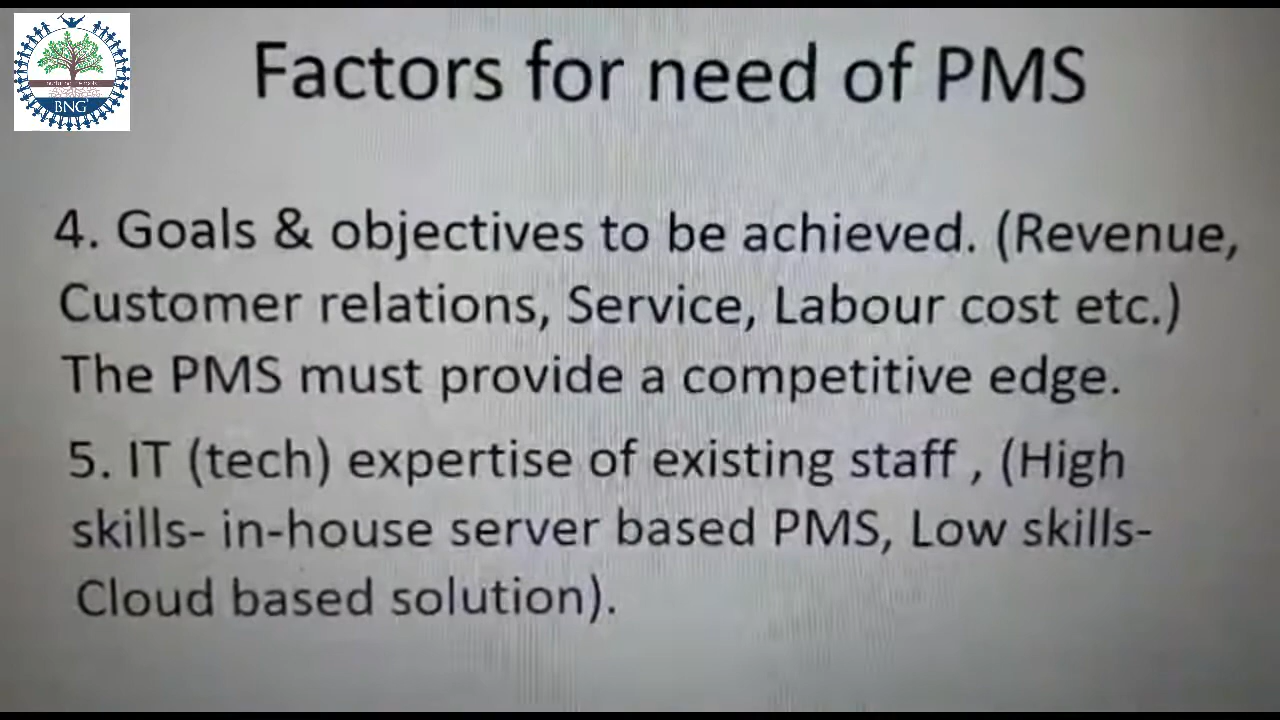 Factors for need of PMS
BNG
4. Goals & objectives to be achieved. (Revenue,
Customer relations, Service, Labour cost etc.)
The PMS must provide a competitive edge.
5. IT (tech) expertise of existing staff , (High
skills- in-house server based PMS, Low skills-
Cloud based solution).